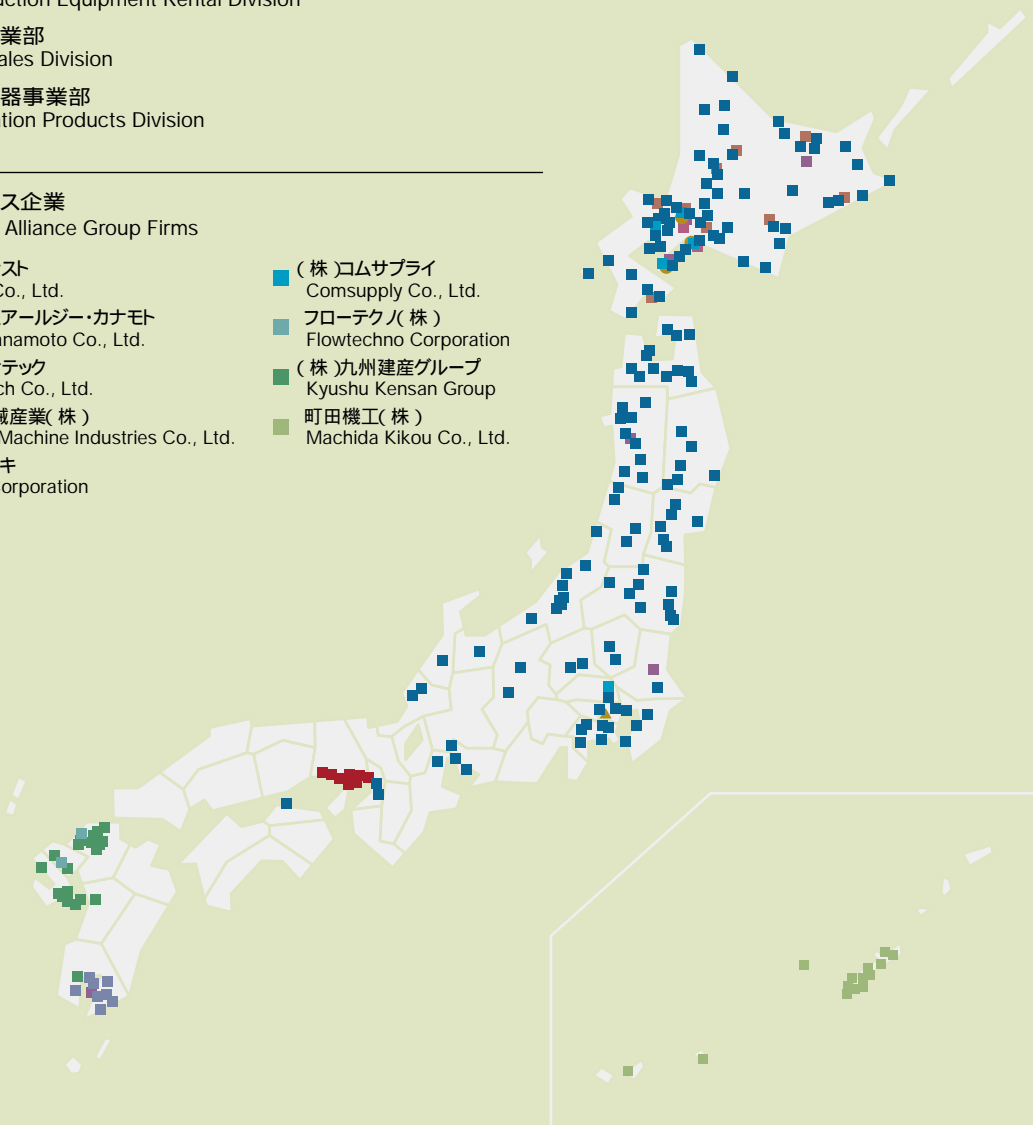 uction Equipment Rental Division
業部
ales Division
器事業部
tion Products Division
ス企業
Alliance Group Firms
スト
Co., Ltd.
アールジー・カナモト
namoto Co., Ltd.
テック
ch Co., Ltd.
械産業(株)
Machine Industries Co., Ltd.
キ
orporation
(株)コムサプライ
Comsupply Co., Ltd.
フローテクノ(株)
Flowtechno Corporation
(株)九州建産グループ
Kyushu Kensan Group
町田機工(株)
Machida Kikou Co., Ltd.